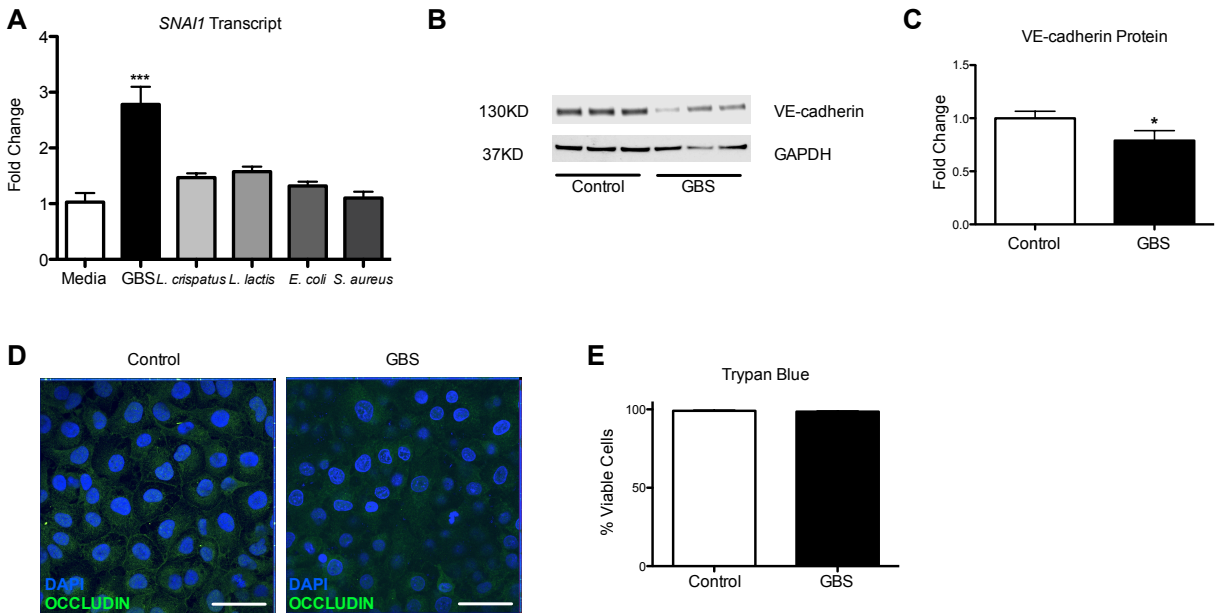 A
SNAI1 Transcript
Fold Change
4
3
2
1
0
***
Media GBS L. crispatus L. lactis E. coli S. aureus
B
130KD VE-cadherin
37KD GAPDH
Control GBS
C
VE-cadherin Protein
Fold Change
1.5
1.0
0.5
0.0
*
Control GBS
D
Control GBS
DAPI
OCCLUDIN
DAPI
OCCLUDIN
E
Trypan Blue
% Viable Cells
100
50
0
Control GBS